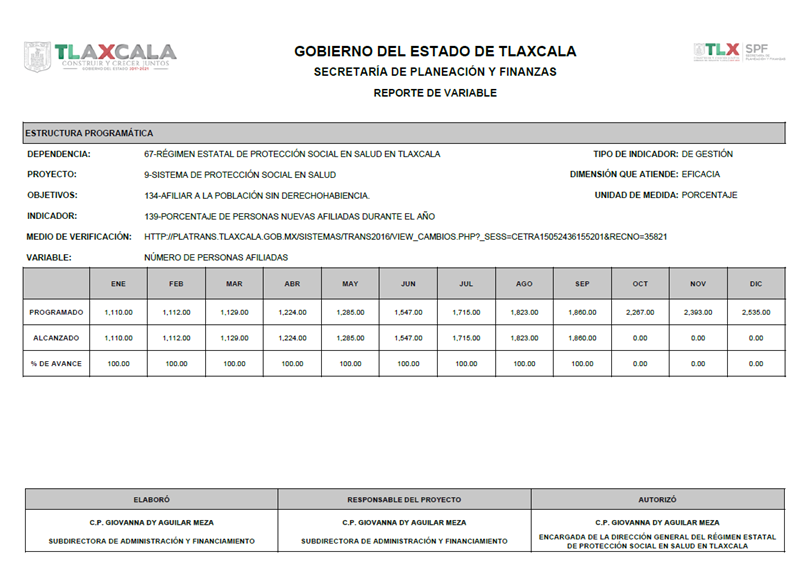 TLAXCALA
CONSTRUIR Y CRECER JUNTOS
GOBIERNO DEL ESTADO 2017-2021
GOBIERNO DEL ESTADO DE TLAXCALA
SECRETARÍA DE PLANEACIÓN Y FINANZAS
REPORTE DE VARIABLE
TLX SPF
ESTRUCTURA PROGRAMÁTICA
DEPENDENCIA: 67-RÉGIMEN ESTATAL DE PROTECCIÓN SOCIAL EN SALUD EN TLAXCALA TIPO DE INDICADOR: DE GESTIÓN
PROYECTO: 9-SISTEMA DE PROTECCIÓN SOCIAL EN SALUD DIMENSIÓN QUE ATIENDE: EFICACIA
OBJETIVOS: 134-AFILIAR A LA POBLACIÓN SIN DERECHOHABIENCIA. UNIDAD DE MEDIDA: PORCENTAJE
INDICADOR: 139-PORCENTAJE DE PERSONAS NUEVAS AFILIADAS DURANTE EL AÑO
MEDIO DE VERIFICACIÓN: HTTP://PLATRANS.TLAXCALA.GOB.MX/SISTEMAS/TRANS2016/VIEW_CAMBIOS.PHP?_SESS=CETRA15052436155201&RECNO=35821
VARIABLE: NÚMERO DE PERSONAS AFILIADAS
ENE FEB MAR ABR MAY JUN JUL AGO SEP OCT NOV DIC
PROGRAMADO 1,110.00 1,112.00 1,129.00 1,224.00 1,285.00 1,547.00 1,715.00 1,823.00 1,860.00 2,267.00 2,393.00 2,535.00
ALCANZADO 1,110.00 1,112.00 1,129.00 1,224.00 1,285.00 1,547.00 1,715.00 1,823.00 1,860.00 0.00 0.00 0.00
% DE AVANCE 100.00 100.00 100.00 100.00 100.00 100.00 100.00 100.00 100.00 0.00 0.00 0.00
ELABORÓ RESPONSABLE DEL PROYECTO AUTORIZÓ
C.P. GIOVANNA DY AGUILAR MEZA C.P. GIOVANNA DY AGUILAR MEZA C.P. GIOVANNA DY AGUILAR MEZA
SUBDIRECTORA DE ADMINISTRACIÓN Y FINANCIAMIENTO SUBDIRECTORA DE ADMINISTRACIÓN Y FINANCIAMIENTO ENCARGADA DE LA DIRECCIÓN GENERAL DEL RÉGIMEN ESTATAL
DE PROTECCIÓN SOCIAL EN SALUD EN TLAXCALA